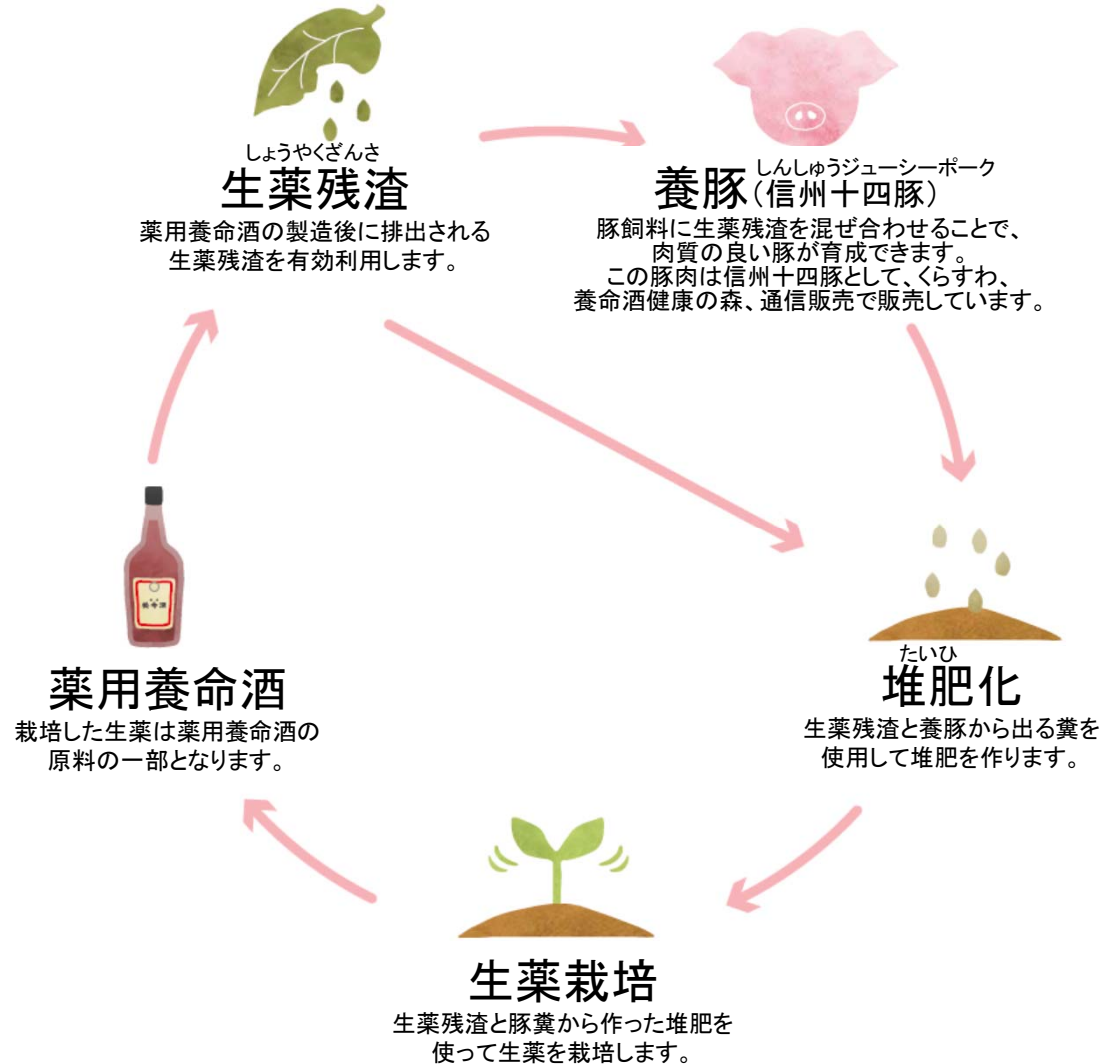 しょうやくざんさ
生薬残渣
薬用養命酒の製造後に排出される
生薬残渣を有効利用します。
しんしゅうジューシーポーク
養豚(信州十四豚)
豚飼料に生薬残渣を混ぜ合わせることで、
肉質の良い豚が育成できます。
この豚肉は信州十四豚として、くらすわ、
養命酒健康の森、通信販売で販売しています。
養命酒
薬用養命酒
栽培した生薬は薬用養命酒の
原料の一部となります。
たいひ
堆肥化
生薬残渣と養豚から出る糞を
使用して堆肥を作ります。
生薬栽培
生薬残渣と豚糞から作った堆肥を
使って生薬を栽培します。